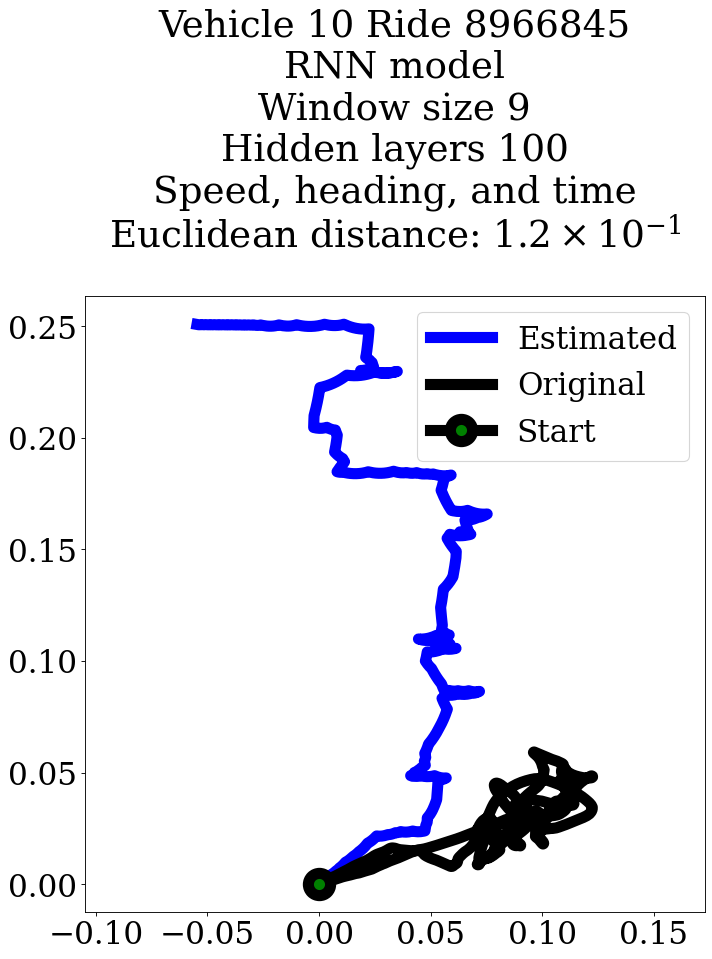 Vehicle 10 Ride 8966845
RNN model
Window size 9
Hidden layers 100
Speed, heading, and time
Euclidean distance: 1.2 × 10⁻¹
Estimated
Original
Start
0.25
0.20
0.15
0.10
0.05
0.00
−0.10 −0.05 0.00 0.05 0.10 0.15